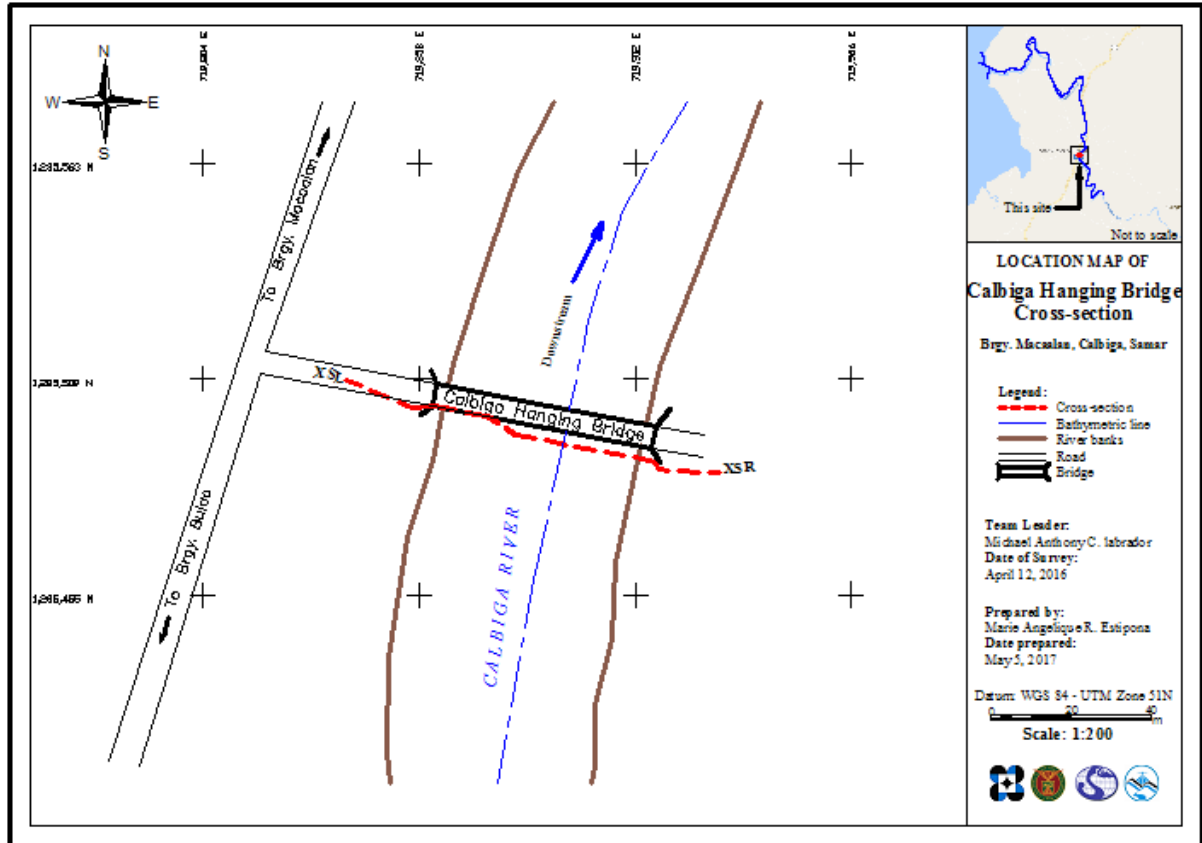 719,858 E
N
W
E
S
To Brgy. Macaalan
To Brgy. Buluo
Downstream
XSL
Calbiga Hanging Bridge
XSR
CALBIGA RIVER
This site
Not to scale
LOCATION MAP OF
Calbiga Hanging Bridge
Cross-section
Brgy. Macaalan, Calbiga, Samar
Legend:
Cross-section
Bathymetric line
River banks
Road
Bridge
Team Leader:
Michael Anthony C. labrador
Date of Survey:
April 12, 2016
Prepared by:
Marie Angelique R. Estipona
Date prepared:
May 5, 2017
Datum: WGS 84 - UTM Zone 51N
0 20 40
m
Scale: 1:200